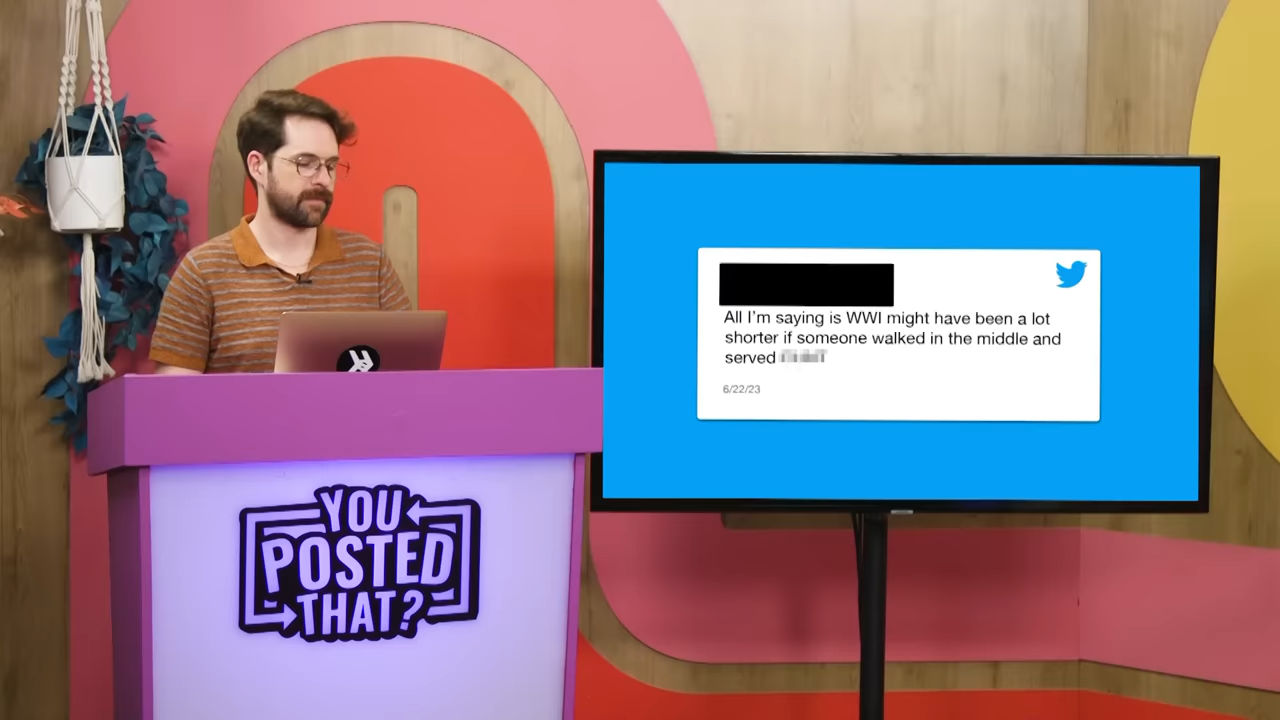 All I'm saying is WWI might have been a lot
shorter if someone walked in the middle and
served
6/22/23
YOU
POSTED
THAT?